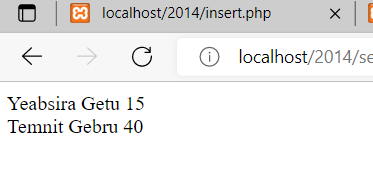 localhost/2014/insert.php
localhost/2014/se
Yeabsira Getu 15
Temnit Gebru 40